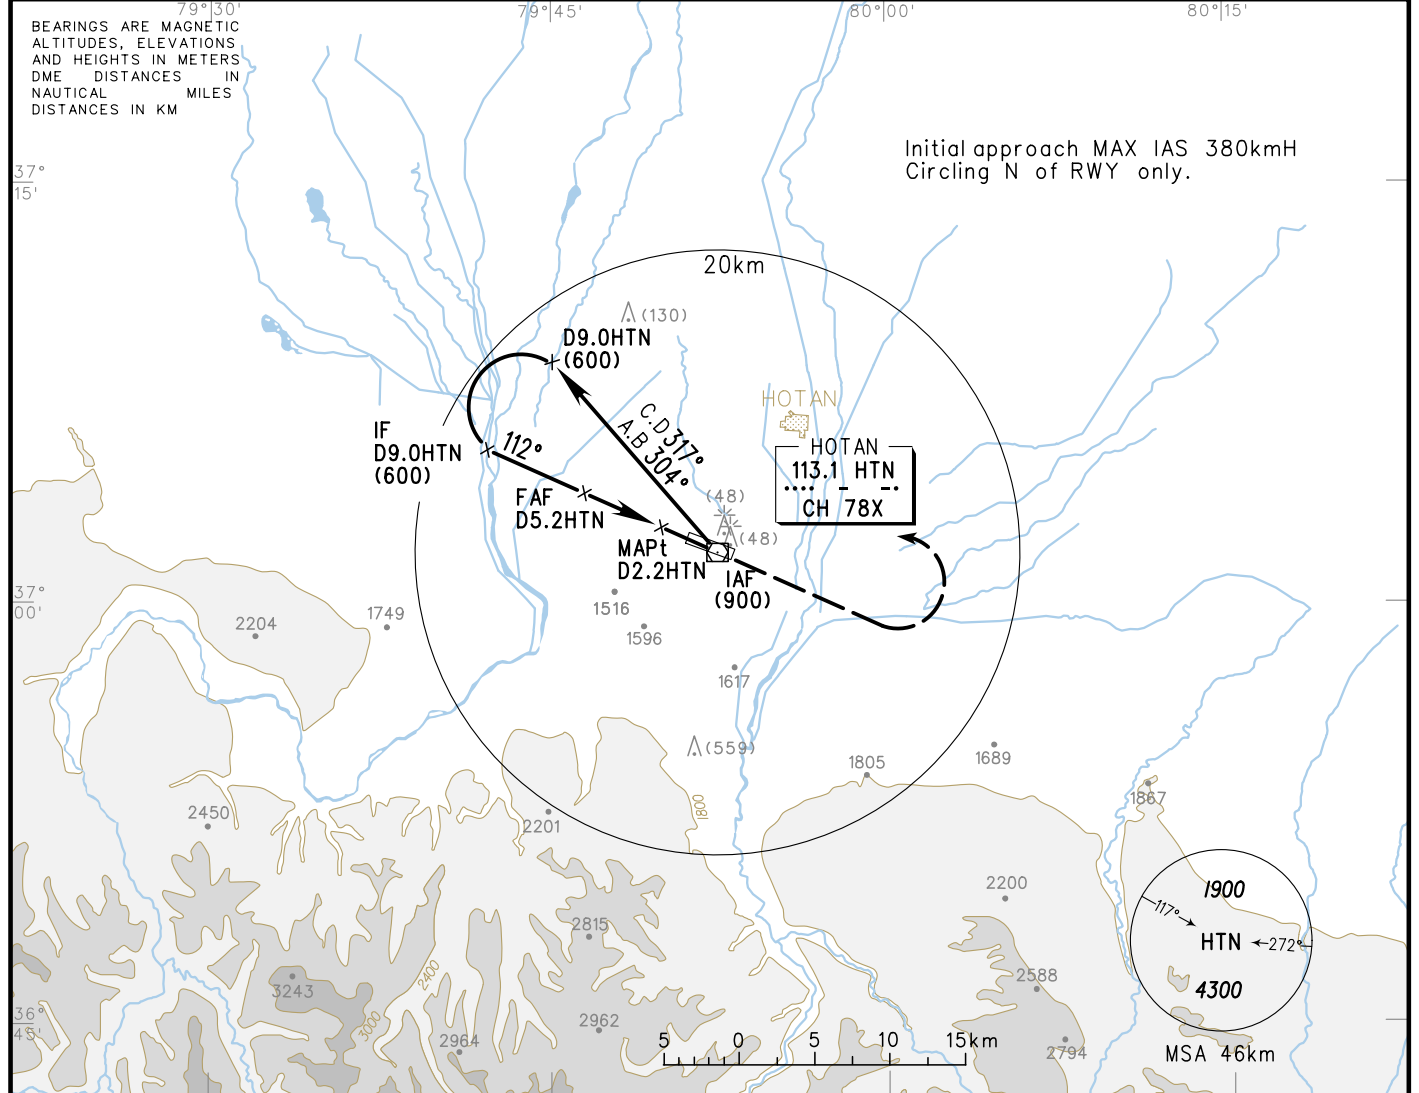 79°30'
79°45'
80°00'
80°15'
BEARINGS ARE MAGNETIC
ALTITUDES, ELEVATIONS
AND HEIGHTS IN METERS
DME DISTANCES IN
NAUTICAL MILES
DISTANCES IN KM
Initial approach MAX IAS 380kmH
Circling N of RWY only.
37°
15'
20km
(130)
D9.0HTN
(600)
HOTAN
C.D 317°
A.B 304°
IF
D9.0HTN
(600)
112°
HOTAN
113.1 HTN
CH 78X
FAF
D5.2HTN
(48)
(48)
MAPt
D2.2HTN
IAF
(900)
37°
00'
2204
1749
1516
1596
1617
(559)
1689
1805
1867
1800
2450
2201
2200
1900
117°
HTN
272°
4300
MSA 46km
2815
2400
3243
3000
2588
2962
2964
2794
36°
45'
5 0 5 10 15km